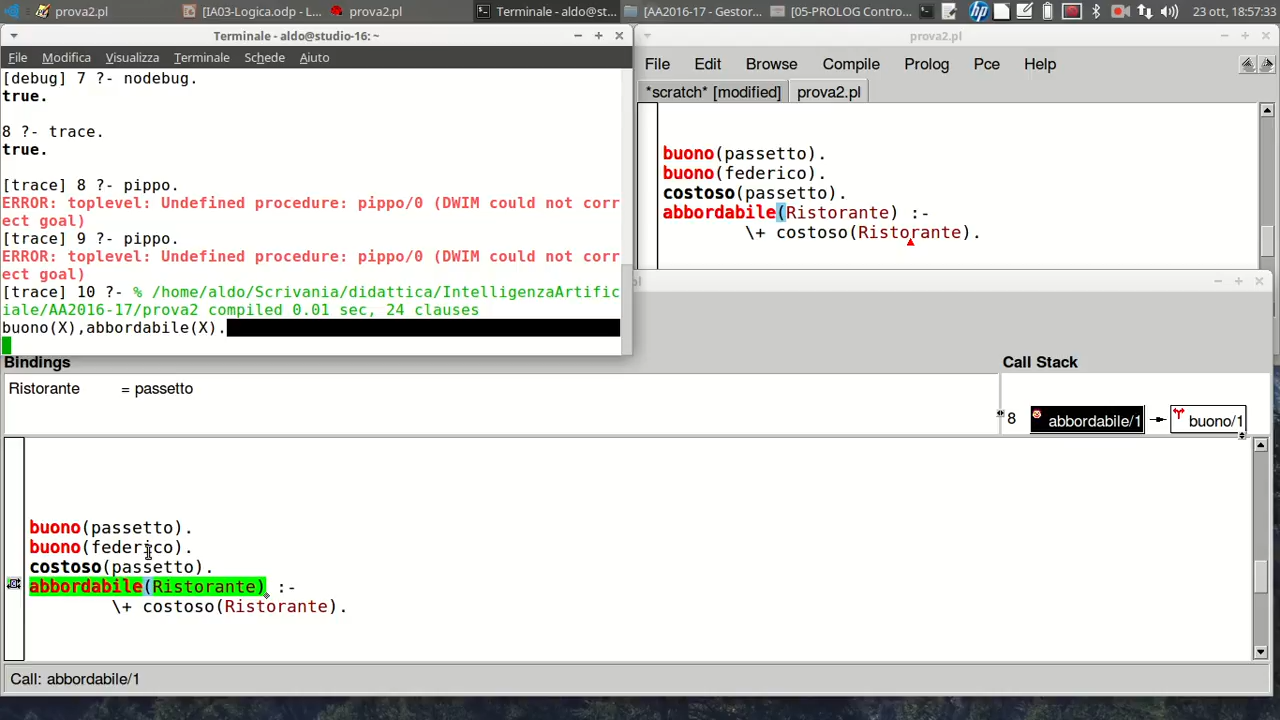 prova2.pl
[IA03-Logica.odp - L...
prova2.pl
Terminale - aldo@st...
[AA2016-17 - Gestor...
[05-PROLOG Contro...
23 ott, 18:57:33
Terminale - aldo@studio-16: ~
File Modifica Visualizza Terminale Schede Aiuto
[debug] 7 ?- nodebug.
true.
8 ?- trace.
true.
[trace] 8 ?- pippo.
ERROR: toplevel: Undefined procedure: pippo/0 (DWIM could not corr
ect goal)
[trace] 9 ?- pippo.
ERROR: toplevel: Undefined procedure: pippo/0 (DWIM could not corr
ect goal)
[trace] 10 ?- % /home/aldo/Scrivania/didattica/IntelligenzaArtific
iale/AA2016-17/prova2 compiled 0.01 sec, 24 clauses
buono(X),abbordabile(X).
prova2.pl
File Edit Browse Compile Prolog Pce Help
*scratch* [modified] prova2.pl
buono(passetto).
buono(federico).
costoso(passetto).
abbordabile(Ristorante) :-
\+ costoso(Ristorante).
pl
Bindings
Ristorante = passetto
Call Stack
8 abbordabile/1 buono/1
buono(passetto).
buono(federico).
costoso(passetto).
abbordabile(Ristorante) :-
\+ costoso(Ristorante).
Call: abbordabile/1